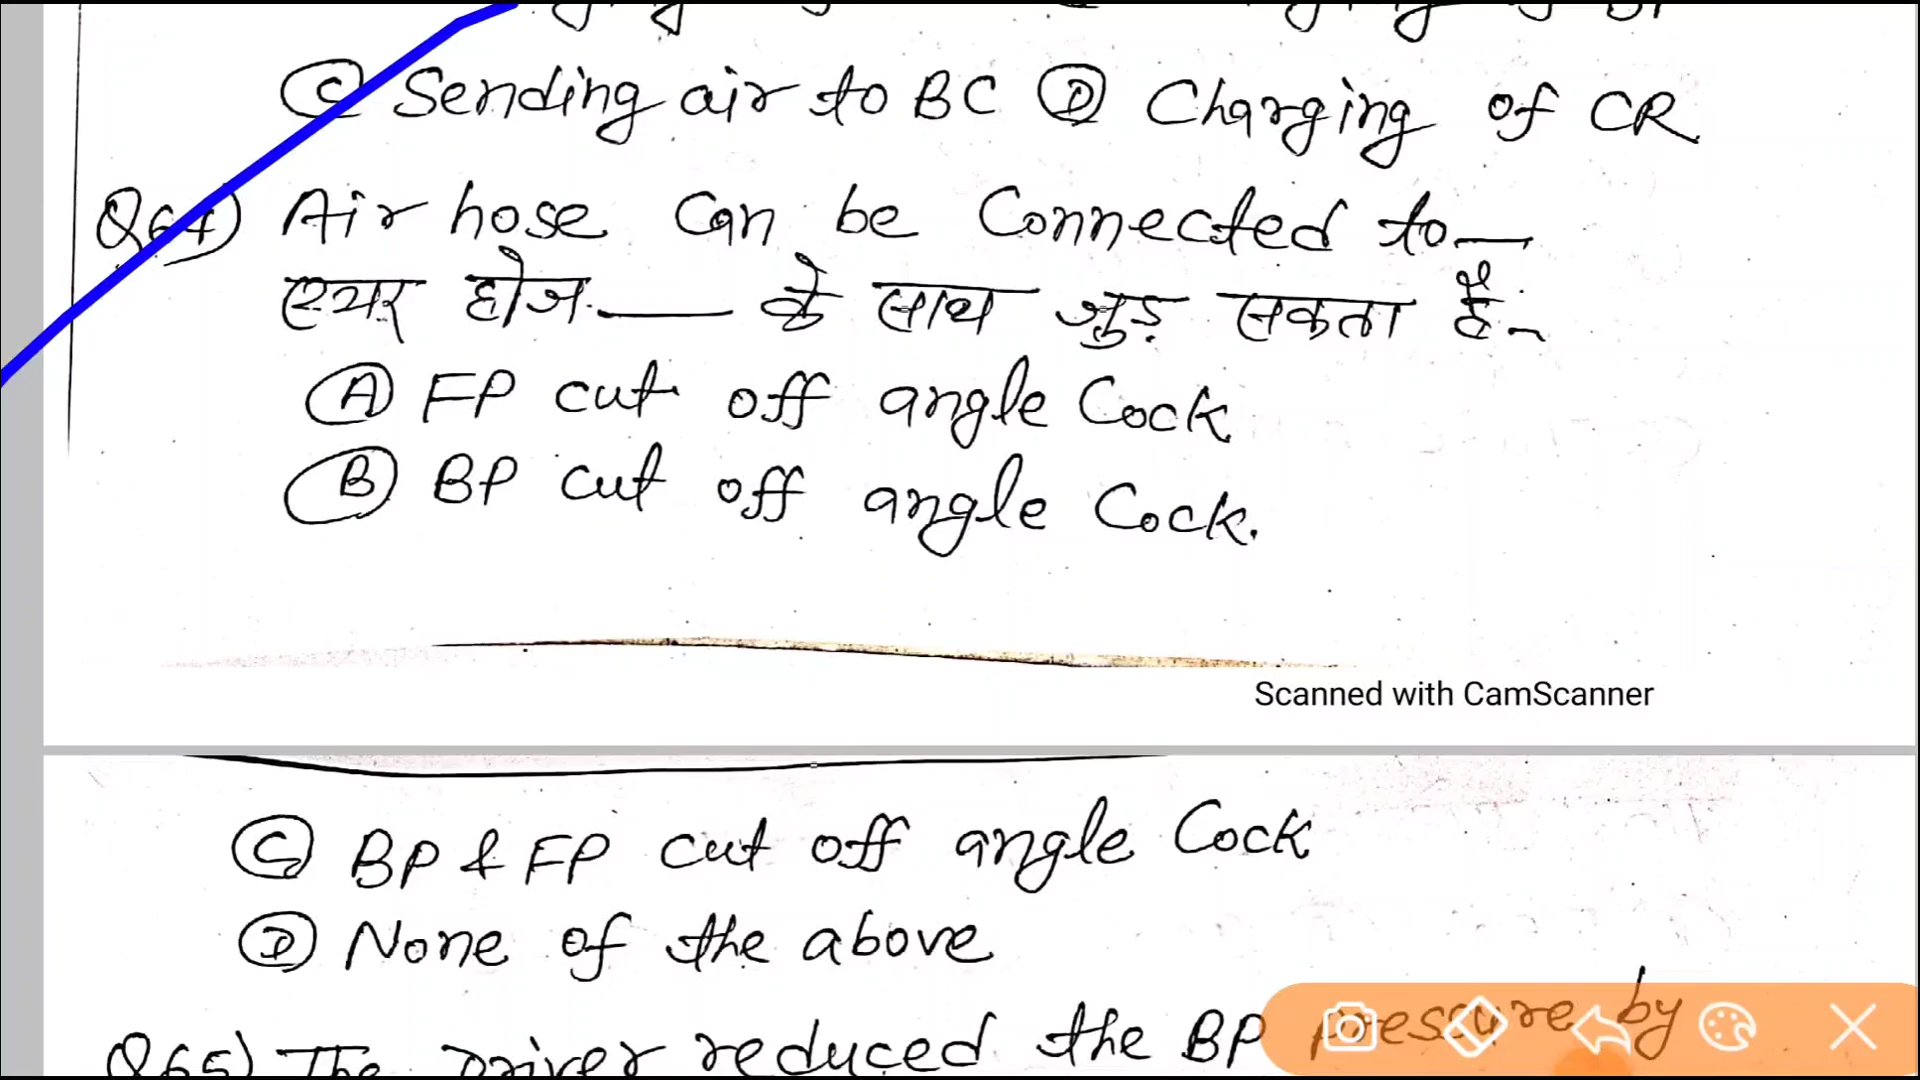 Ⓒ Sending air to BC Ⓓ Charging of CR
Q64) Air hose can be connected to—
एयर होज —— के साथ जुड़ सकता है-
Ⓐ FP cut off angle Cock
Ⓑ BP cut off angle Cock.
Scanned with CamScanner
Ⓒ BP & FP cut off angle Cock
Ⓓ None of the above
Q65) The Driver reduced the BP pressure by